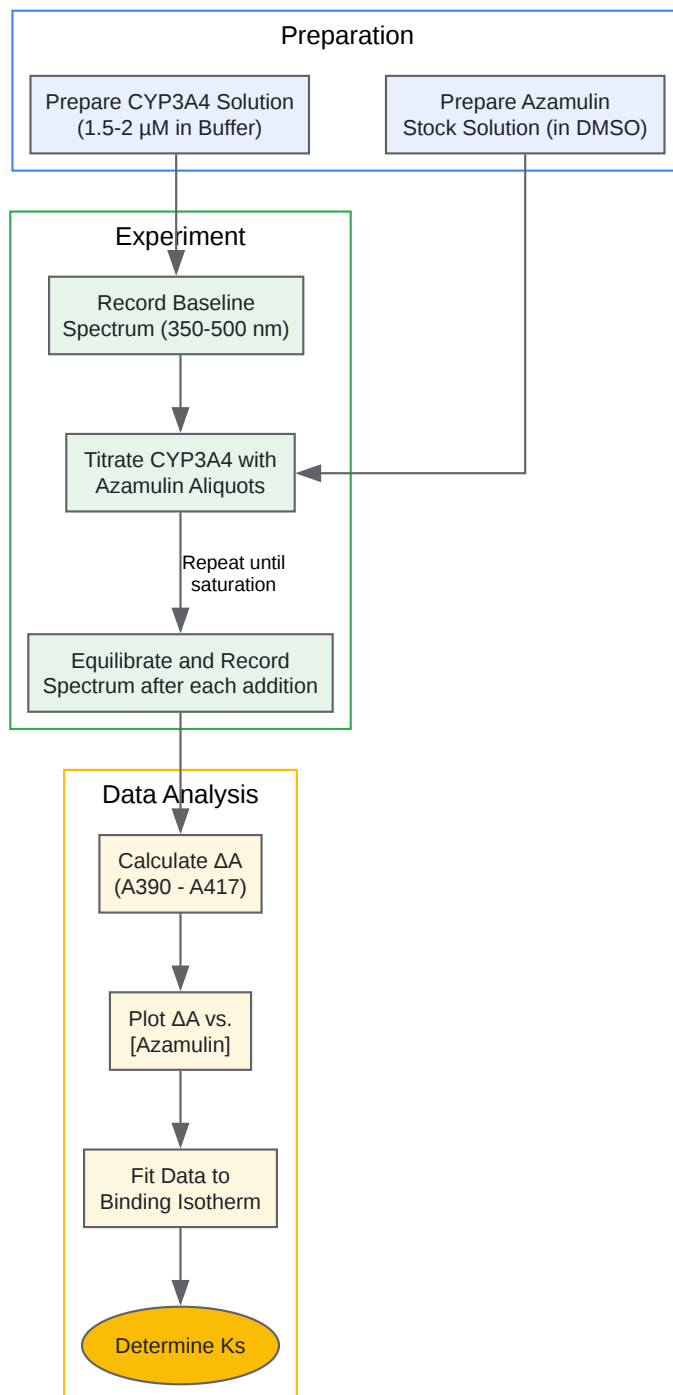 Preparation
Prepare CYP3A4 Solution
(1.5-2 µM in Buffer)
Prepare Azamulin
Stock Solution (in DMSO)
Experiment
Record Baseline
Spectrum (350-500 nm)
Titrate CYP3A4 with
Azamulin Aliquots
Repeat until
saturation
Equilibrate and Record
Spectrum after each addition
Data Analysis
Calculate ΔA
(A390 - A417)
Plot ΔA vs.
[Azamulin]
Fit Data to
Binding Isotherm
Determine Ks